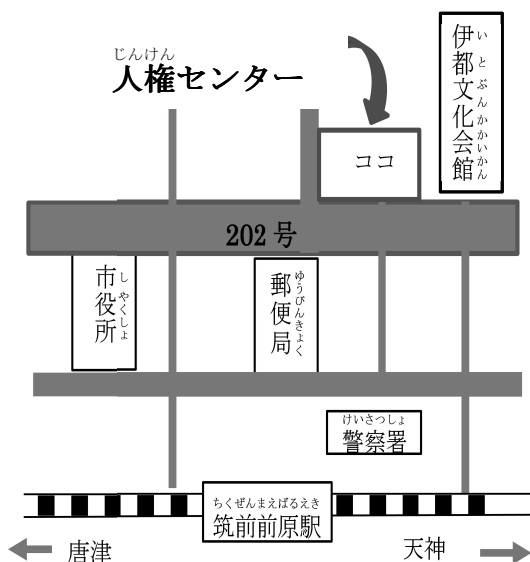 じんけん
人権センター
ココ
伊都文化会館
いとぶんかかいかん
202号
市役所
しやくしょ
郵便局
ゆうびんきょく
けいさつしょ
警察署
ちくぜんまえばるえき
筑前前原駅
唐津
天神